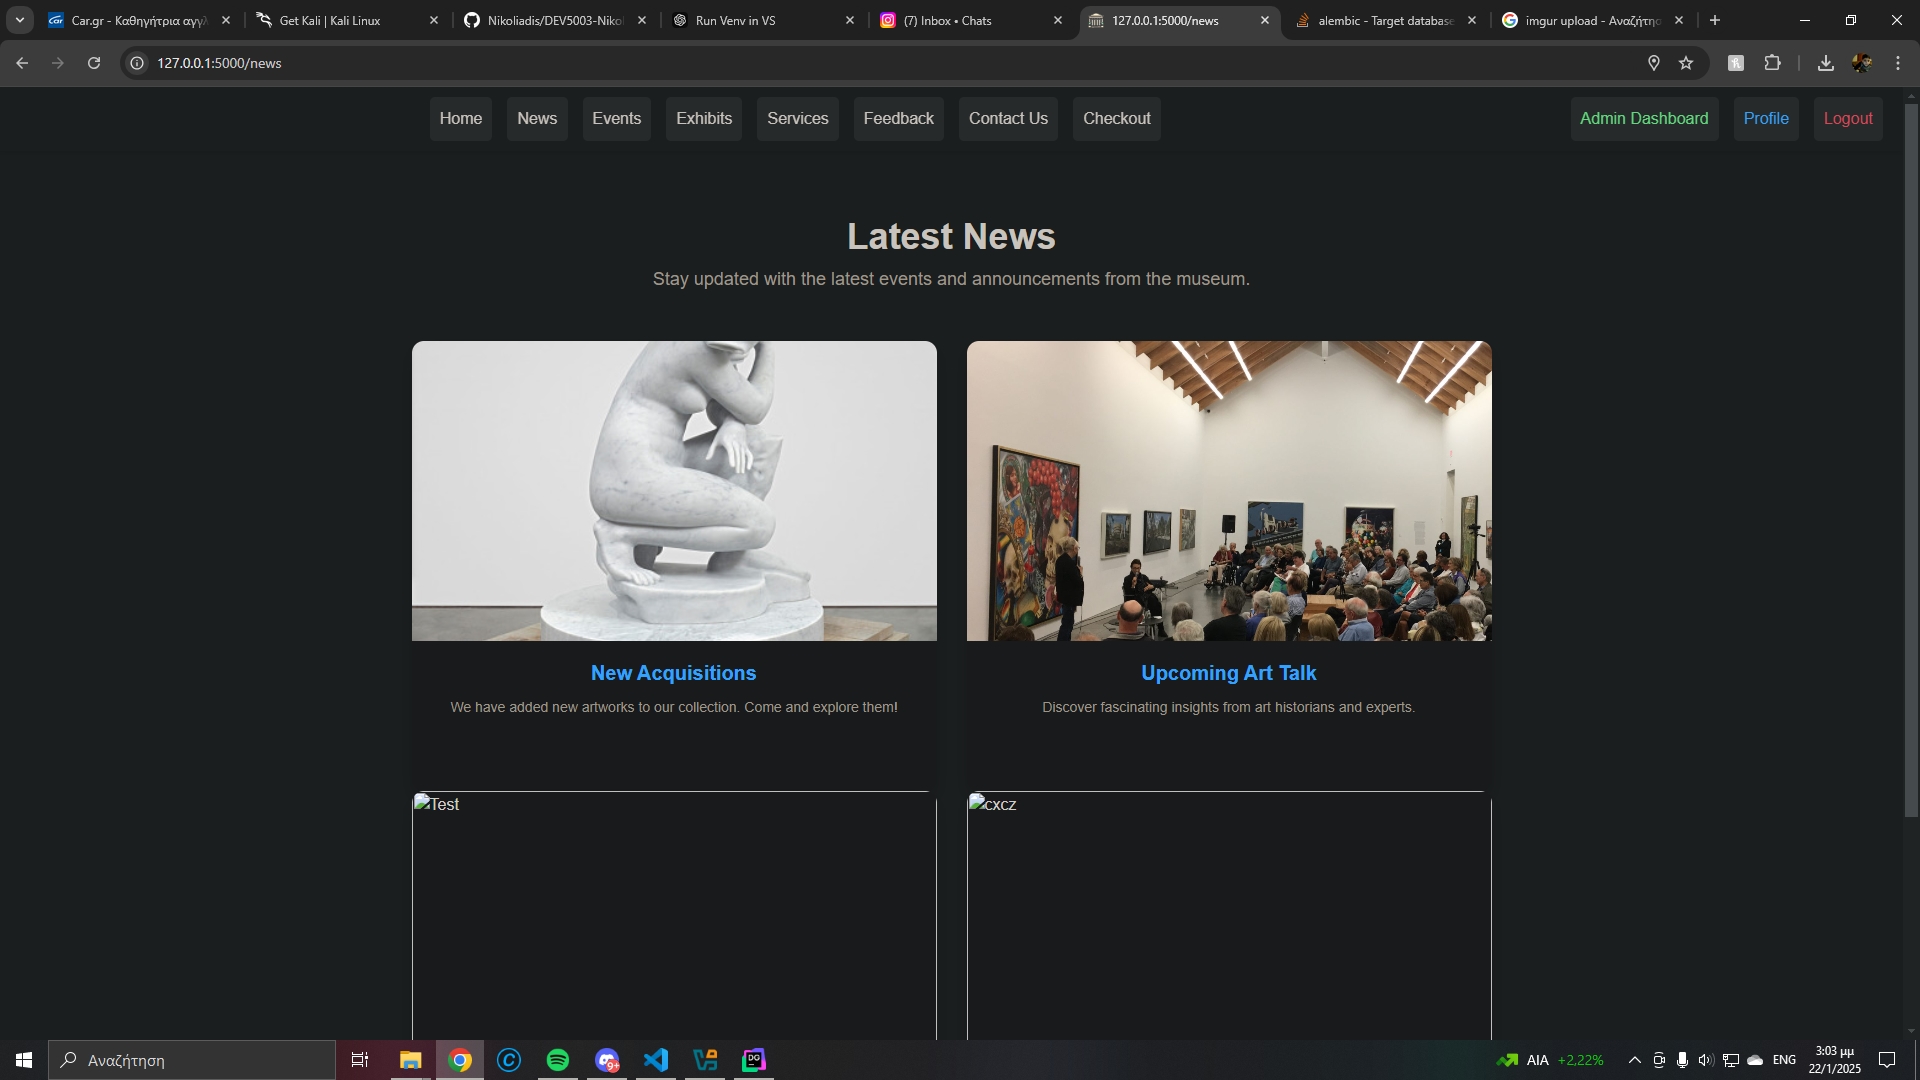 Car.gr - Καθηγήτρια αγγλ
Get Kali | Kali Linux
Nikoliadis/DEV5003-Niko
Run Venv in VS
(7) Inbox • Chats
127.0.0.1:5000/news
alembic - Target database
imgur upload - Αναζήτησ
127.0.0.1:5000/news
Home
News
Events
Exhibits
Services
Feedback
Contact Us
Checkout
Admin Dashboard
Profile
Logout
Latest News
Stay updated with the latest events and announcements from the museum.
New Acquisitions
We have added new artworks to our collection. Come and explore them!
Upcoming Art Talk
Discover fascinating insights from art historians and experts.
Test
cxcz
Αναζήτηση
9+
DG
AIA +2,22%
ENG
3:03 μμ
22/1/2025